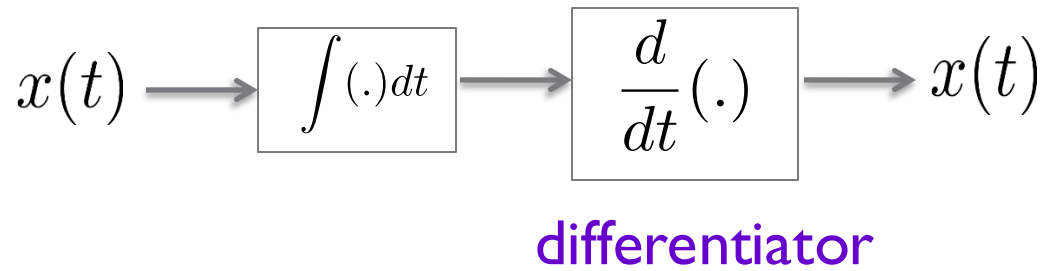 x(t) ∫(.)dt d/dt(.) x(t)
differentiator